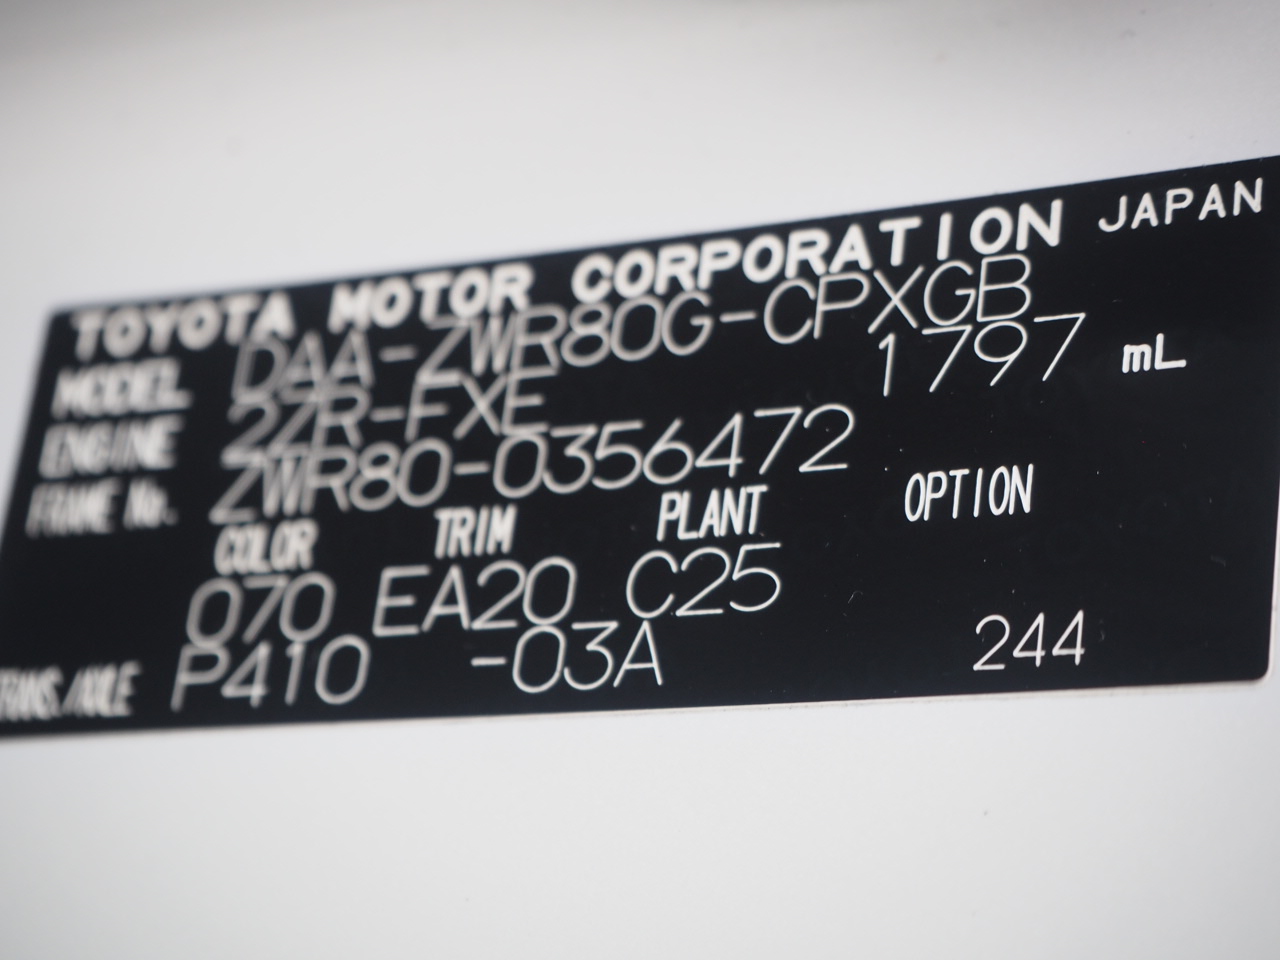 TOYOTA MOTOR CORPORATION JAPAN
MODEL DAA-ZWR80G-CPXGB
ENGINE 2ZR-FXE 1797 mL
FRAME No. ZWR80-0356472
COLOR TRIM PLANT OPTION
070 EA20 C25
TRANS./AXLE P410 -03A 244